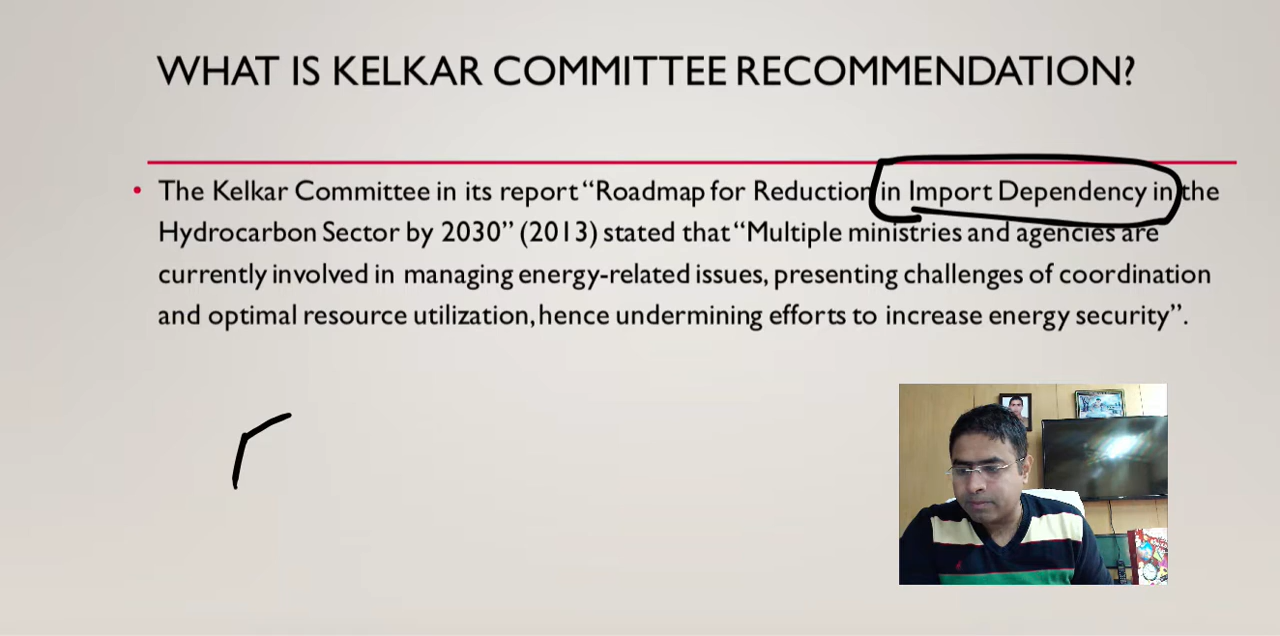 WHAT IS KELKAR COMMITTEE RECOMMENDATION?
• The Kelkar Committee in its report “Roadmap for Reduction in Import Dependency in the
Hydrocarbon Sector by 2030” (2013) stated that “Multiple ministries and agencies are
currently involved in managing energy-related issues, presenting challenges of coordination
and optimal resource utilization, hence undermining efforts to increase energy security”.